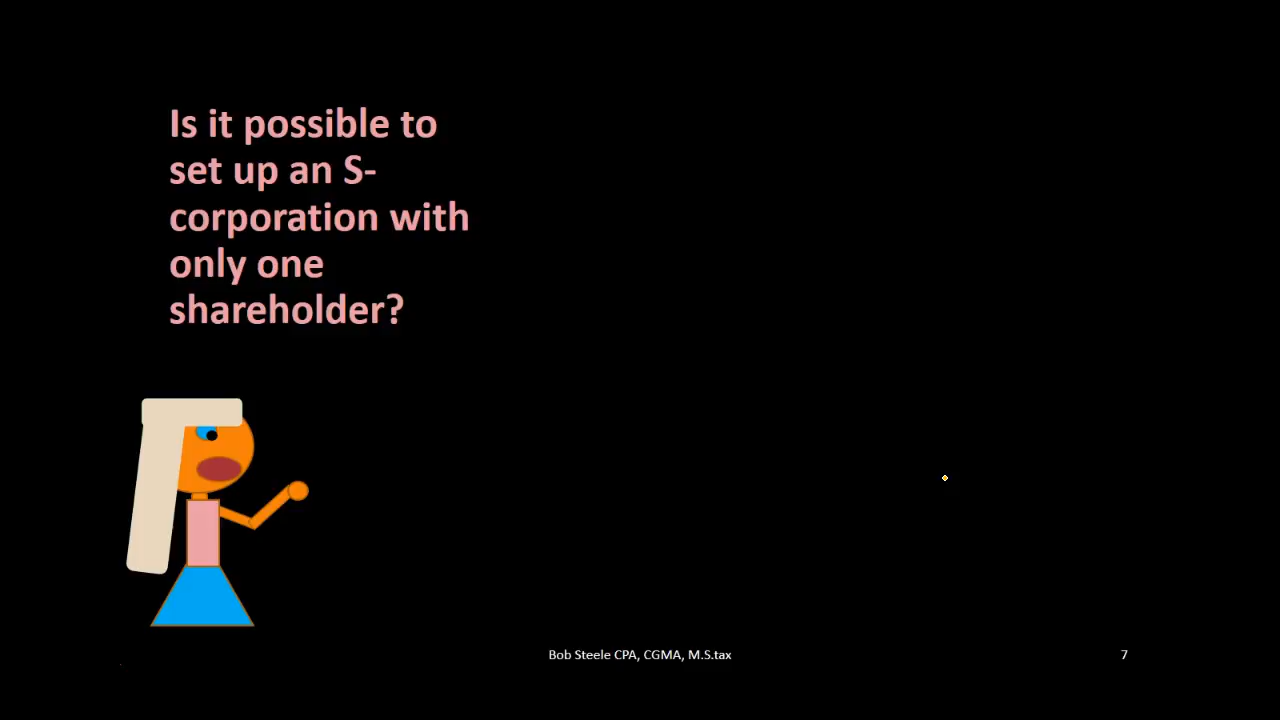 Is it possible to
set up an S-
corporation with
only one
shareholder?
Bob Steele CPA, CGMA, M.S.tax
7